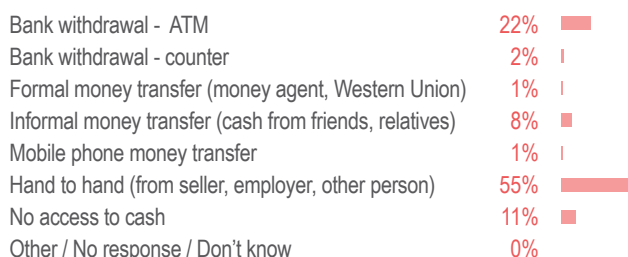 Bank withdrawal - ATM 22%
Bank withdrawal - counter 2%
Formal money transfer (money agent, Western Union) 1%
Informal money transfer (cash from friends, relatives) 8%
Mobile phone money transfer 1%
Hand to hand (from seller, employer, other person) 55%
No access to cash 11%
Other / No response / Don't know 0%